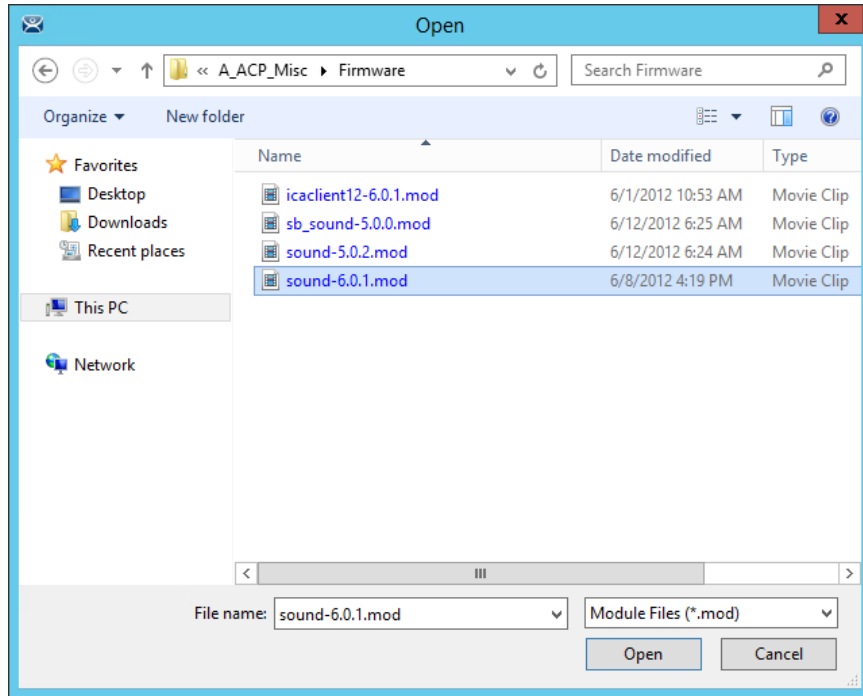 Open
x
« A_ACP_Misc Firmware
Search Firmware
Organize New folder
Favorites
Desktop
Downloads
Recent places
This PC
Network
Name Date modified Type
icaclient12-6.0.1.mod 6/1/2012 10:53 AM Movie Clip
sb_sound-5.0.0.mod 6/12/2012 6:25 AM Movie Clip
sound-5.0.2.mod 6/12/2012 6:24 AM Movie Clip
sound-6.0.1.mod 6/8/2012 4:19 PM Movie Clip
File name: sound-6.0.1.mod Module Files (*.mod)
Open Cancel